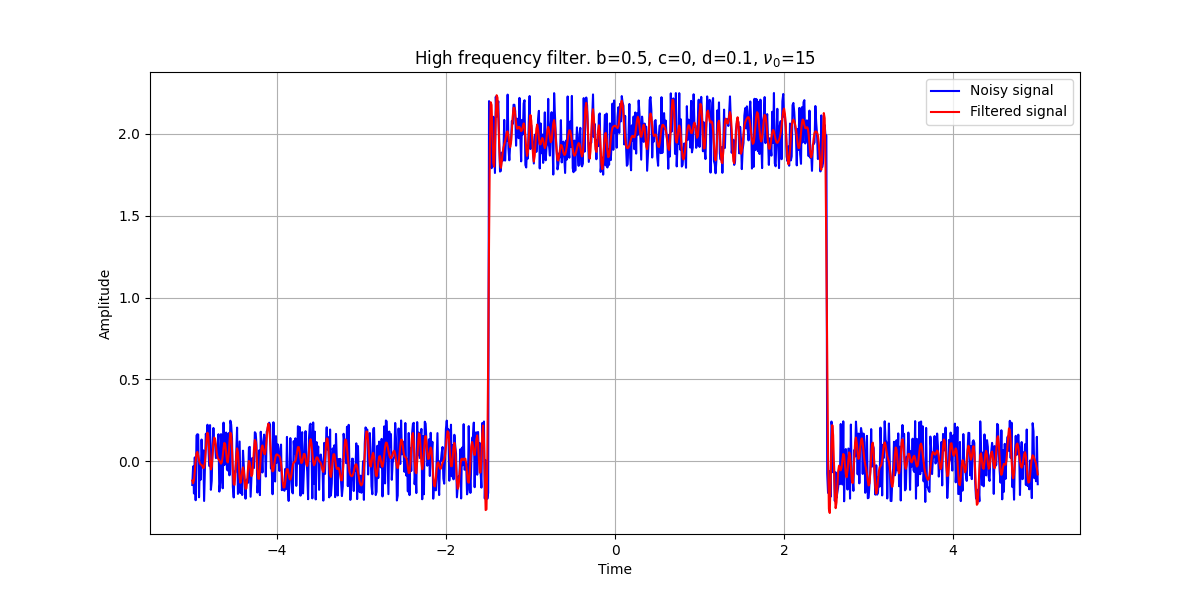 High frequency filter. b=0.5, c=0, d=0.1, ν₀=15
Noisy signal
Filtered signal
Amplitude
2.0
1.5
1.0
0.5
0.0
−4
−2
0
2
4
Time